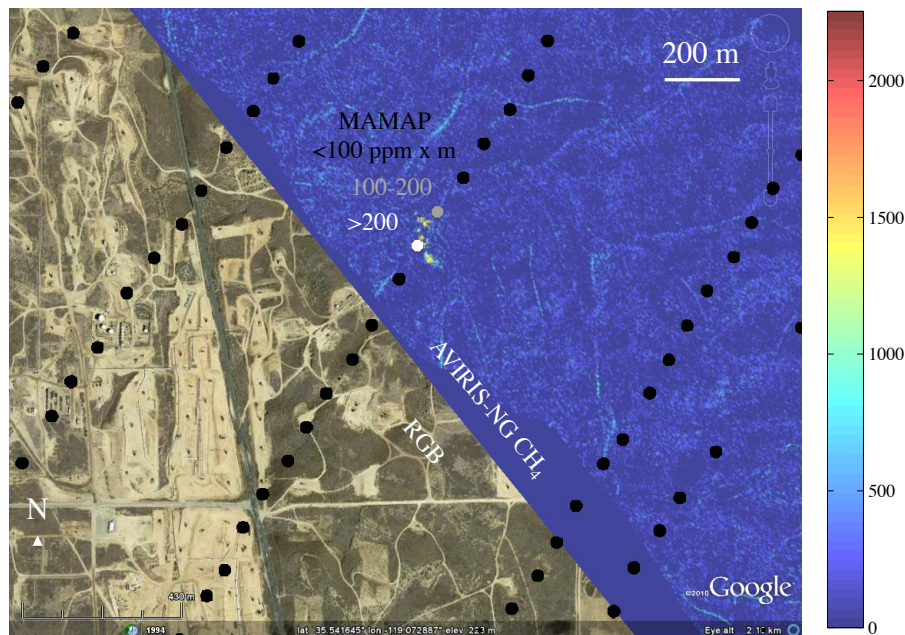 200 m
MAMAP
<100 ppm x m
100-200
>200
AVIRIS-NG CH4
RGB
N
430 m
©2010 Google
1994
lat 35.541645° lon -119.072887° elev 223 m
Eye alt 2.10 km
2000
1500
1000
500
0